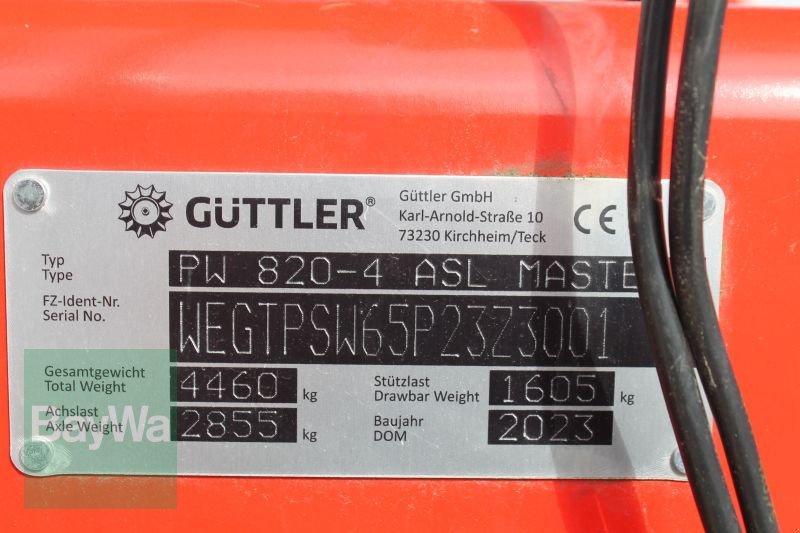 GÜTTLER®
Güttler GmbH
Karl-Arnold-Straße 10
73230 Kirchheim/Teck
CE
Typ
Type
PW 820-4 ASL MASTE
FZ-Ident-Nr.
Serial No.
WEGTPSW65P23Z3001
Gesamtgewicht
Total Weight
4460 kg
Stützlast
Drawbar Weight
1605 kg
Achslast
Axle Weight
2855 kg
Baujahr
DOM
2023
BayWa